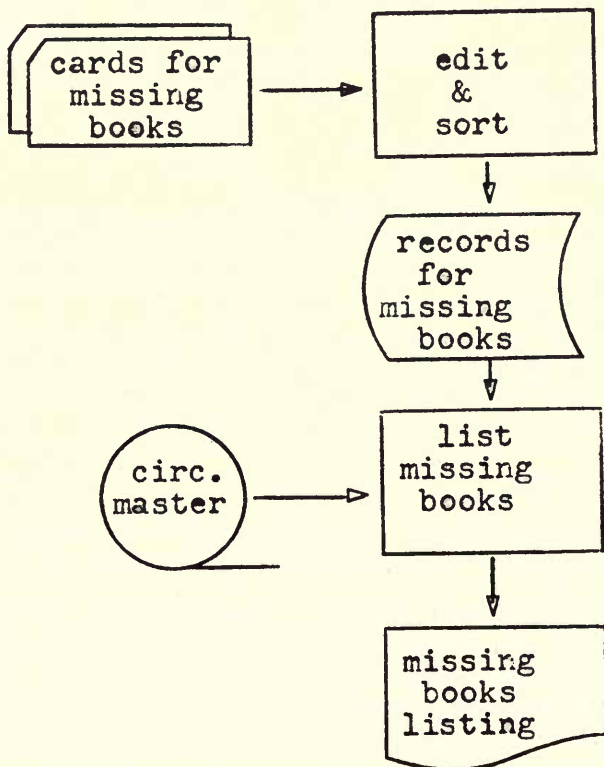 cards for
missing
books
edit
&
sort
records
for
missing
books
circ.
master
list
missing
books
missing
books
listing